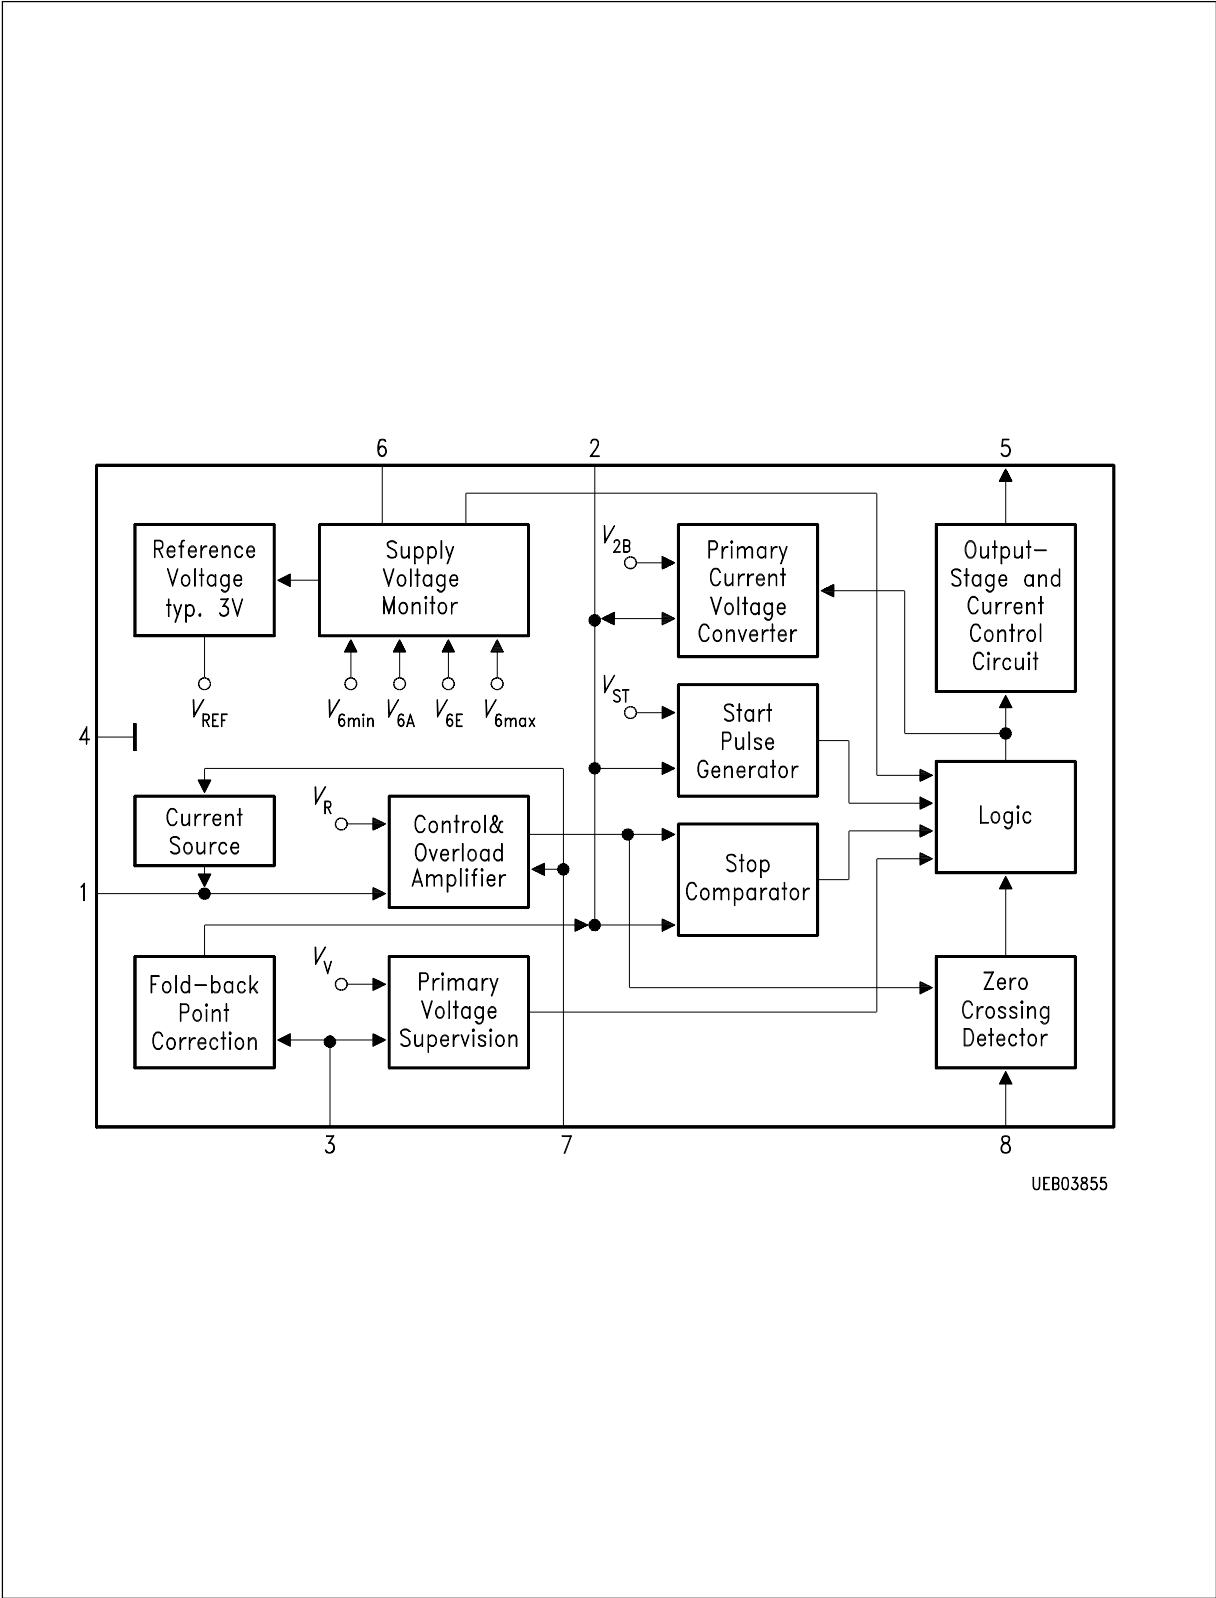 6
2
5
Reference
Voltage
typ. 3V
Supply
Voltage
Monitor
V2B
Primary
Current
Voltage
Converter
Output-
Stage and
Current
Control
Circuit
VREF
V6min
V6A
V6E
V6max
VST
Start
Pulse
Generator
4
Current
Source
VR
Control&
Overload
Amplifier
Stop
Comparator
Logic
1
Fold-back
Point
Correction
VV
Primary
Voltage
Supervision
Zero
Crossing
Detector
3
7
8
UEB03855